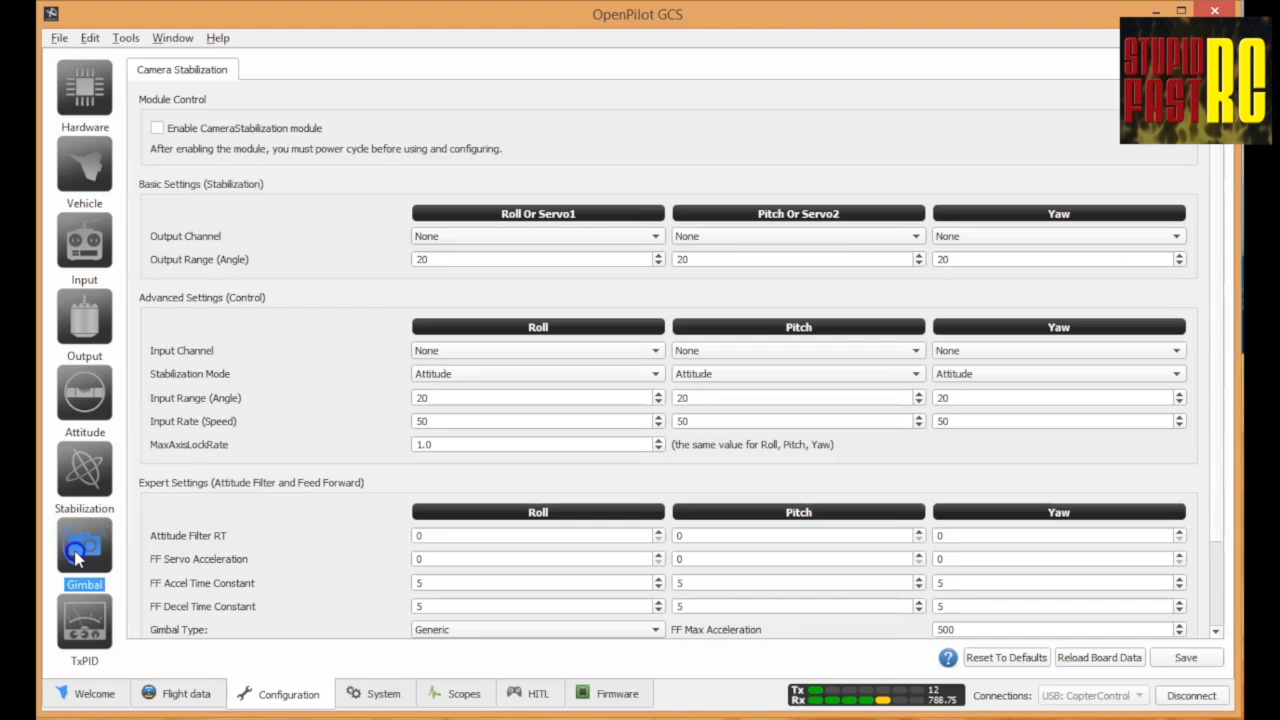 OpenPilot GCS
STUPID
FAST RC
File Edit Tools Window Help
Camera Stabilization
Hardware
Vehicle
Input
Output
Attitude
Stabilization
Gimbal
TxPID
Module Control
Enable CameraStabilization module
After enabling the module, you must power cycle before using and configuring.
Basic Settings (Stabilization)
Roll Or Servo1 Pitch Or Servo2 Yaw
Output Channel None None None
Output Range (Angle) 20 20 20
Advanced Settings (Control)
Roll Pitch Yaw
Input Channel None None None
Stabilization Mode Attitude Attitude Attitude
Input Range (Angle) 20 20 20
Input Rate (Speed) 50 50 50
MaxAxisLockRate 1.0 (the same value for Roll, Pitch, Yaw)
Expert Settings (Attitude Filter and Feed Forward)
Roll Pitch Yaw
Attitude Filter RT 0 0 0
FF Servo Acceleration 0 0 0
FF Accel Time Constant 5 5 5
FF Decel Time Constant 5 5 5
Gimbal Type: Generic FF Max Acceleration 500
? Reset To Defaults Reload Board Data Save
Welcome Flight data Configuration System Scopes HITL Firmware
Tx 12
Rx 788.75
Connections: USB: CopterControl Disconnect